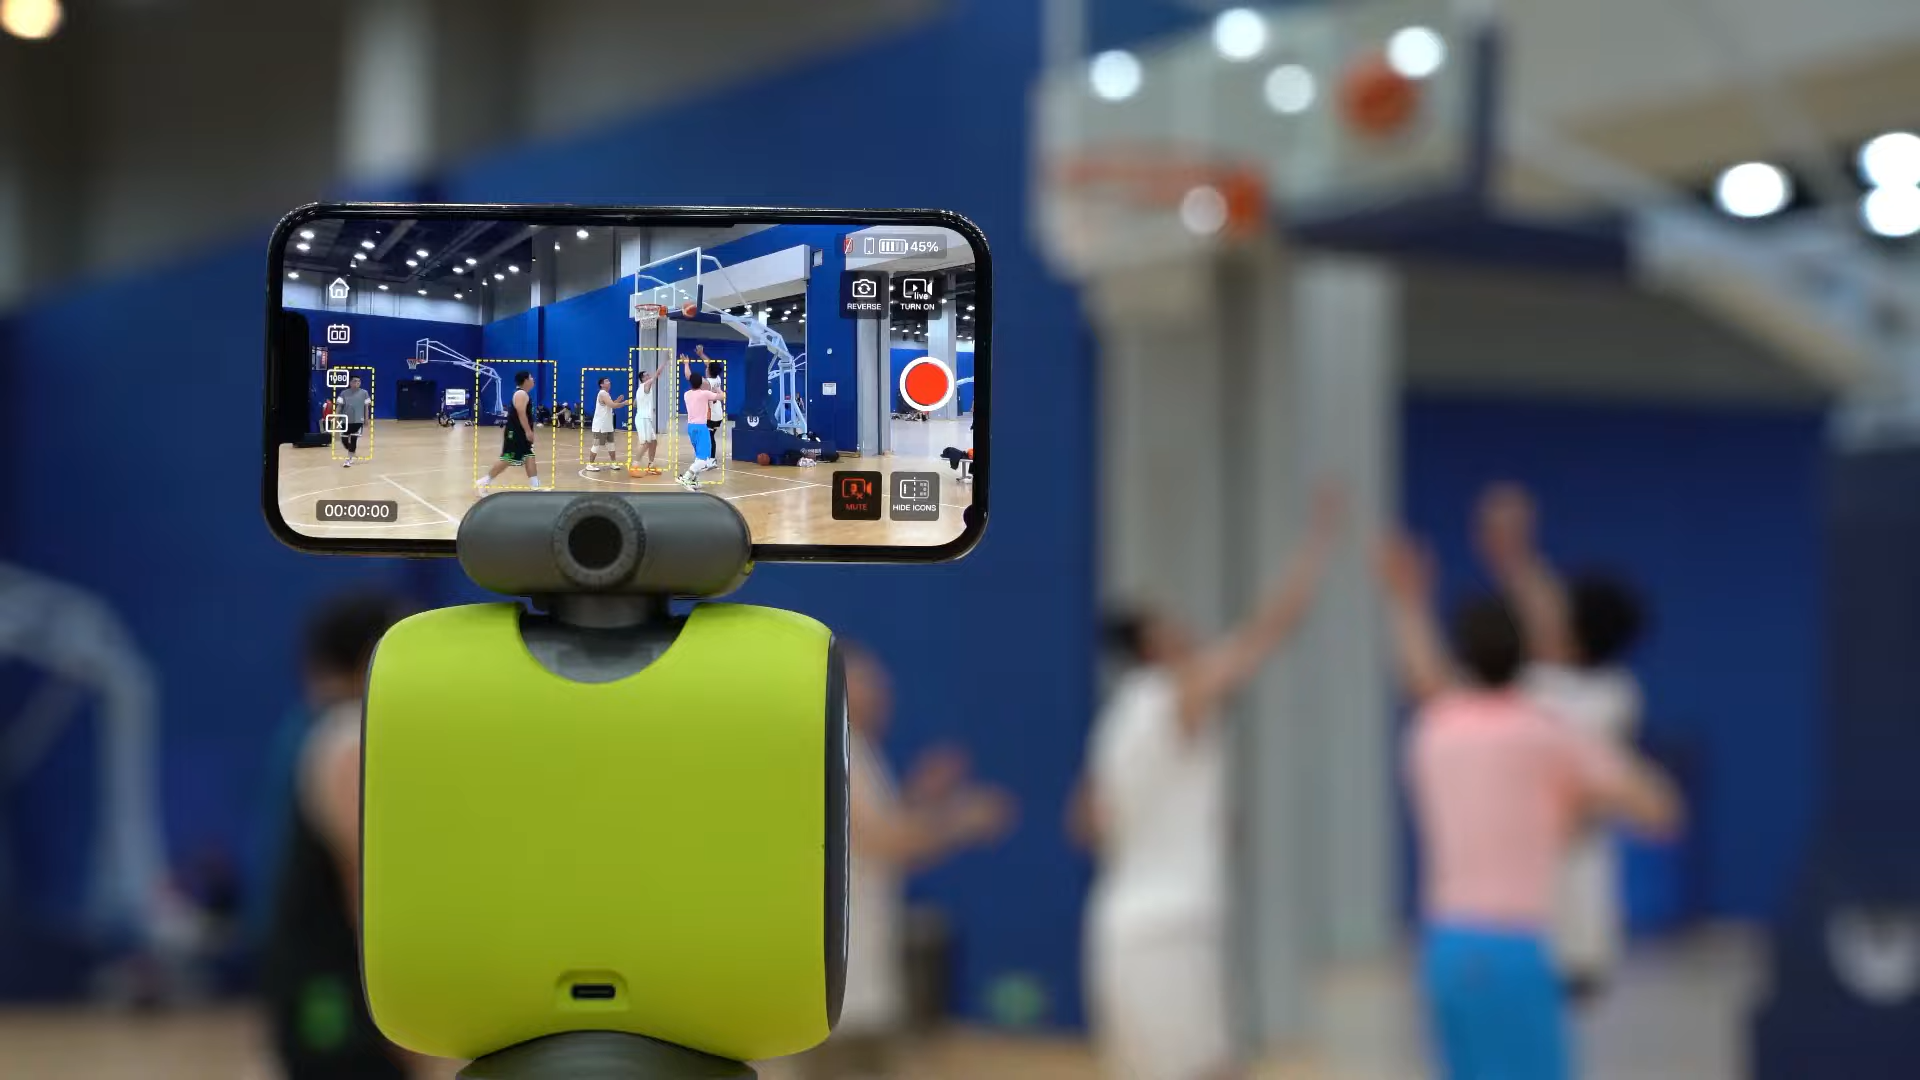 45%
REVERSE
live
TURN ON
1080
1x
00:00:00
MUTE
HIDE ICONS